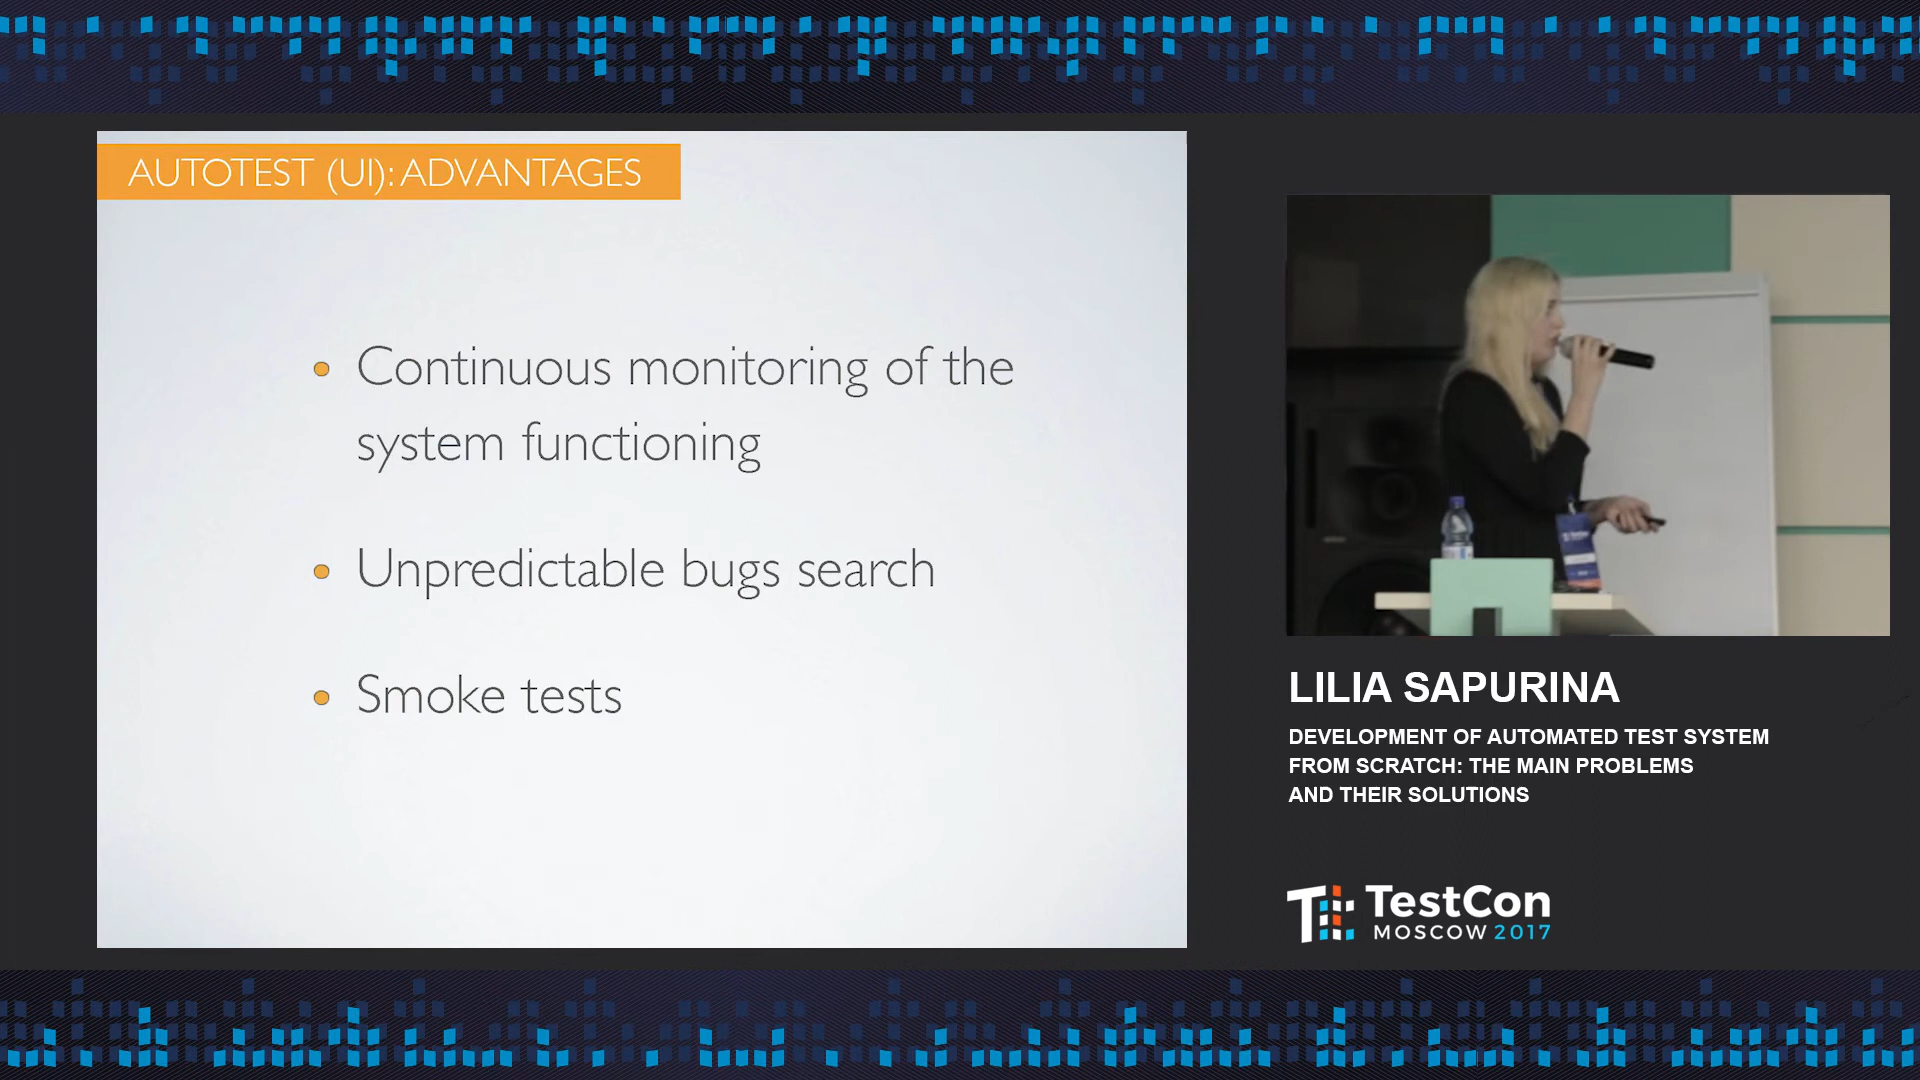 AUTOTEST (UI): ADVANTAGES
Continuous monitoring of the
system functioning
Unpredictable bugs search
Smoke tests
LILIA SAPURINA
DEVELOPMENT OF AUTOMATED TEST SYSTEM
FROM SCRATCH: THE MAIN PROBLEMS
AND THEIR SOLUTIONS
TestCon
MOSCOW 2017